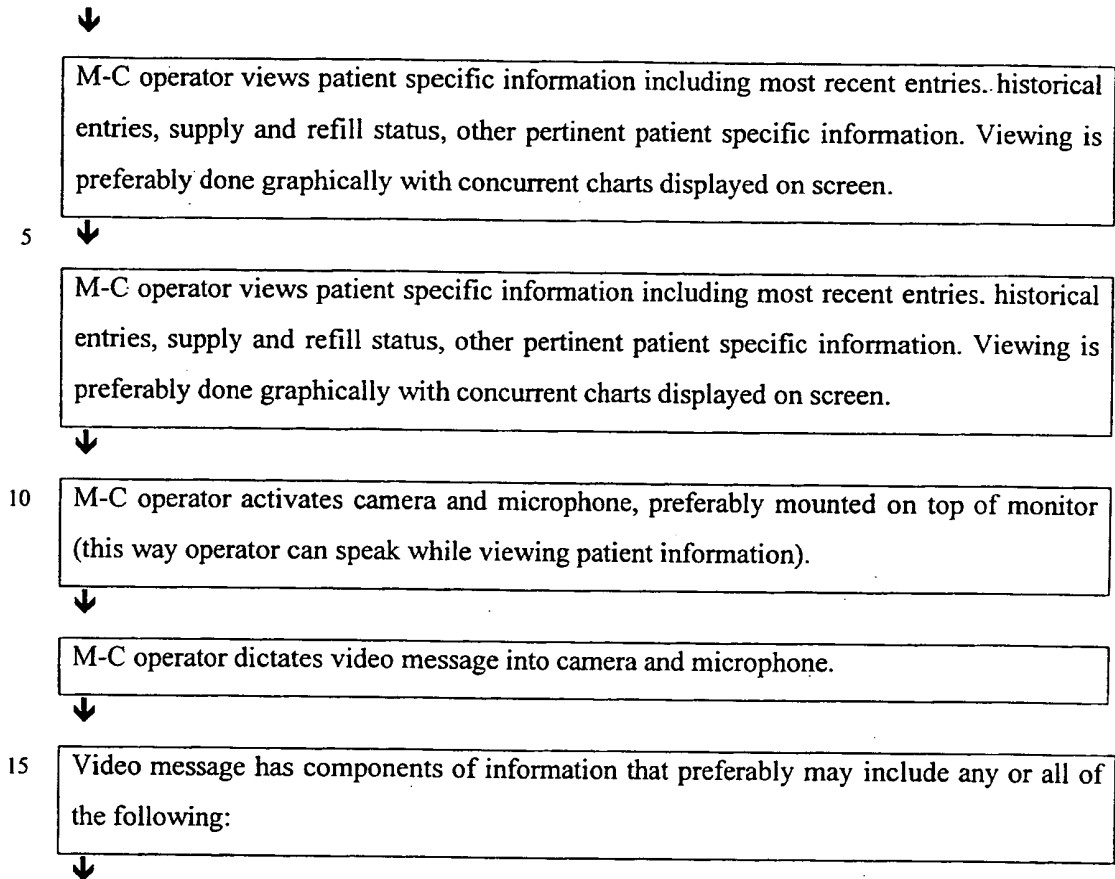 M-C operator views patient specific information including most recent entries. historical
entries, supply and refill status, other pertinent patient specific information. Viewing is
preferably done graphically with concurrent charts displayed on screen.
5
M-C operator views patient specific information including most recent entries. historical
entries, supply and refill status, other pertinent patient specific information. Viewing is
preferably done graphically with concurrent charts displayed on screen.
10 M-C operator activates camera and microphone, preferably mounted on top of monitor
(this way operator can speak while viewing patient information).
M-C operator dictates video message into camera and microphone.
15 Video message has components of information that preferably may include any or all of
the following: